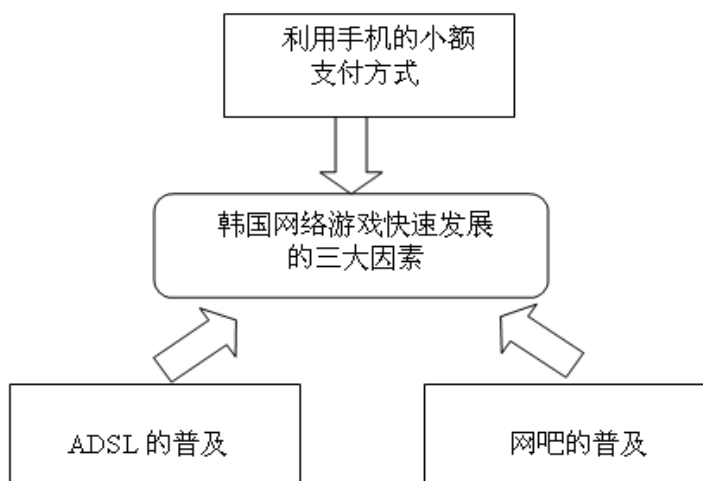 利用手机的小额
支付方式
韩国网络游戏快速发展
的三大因素
ADSL 的普及
网吧的普及